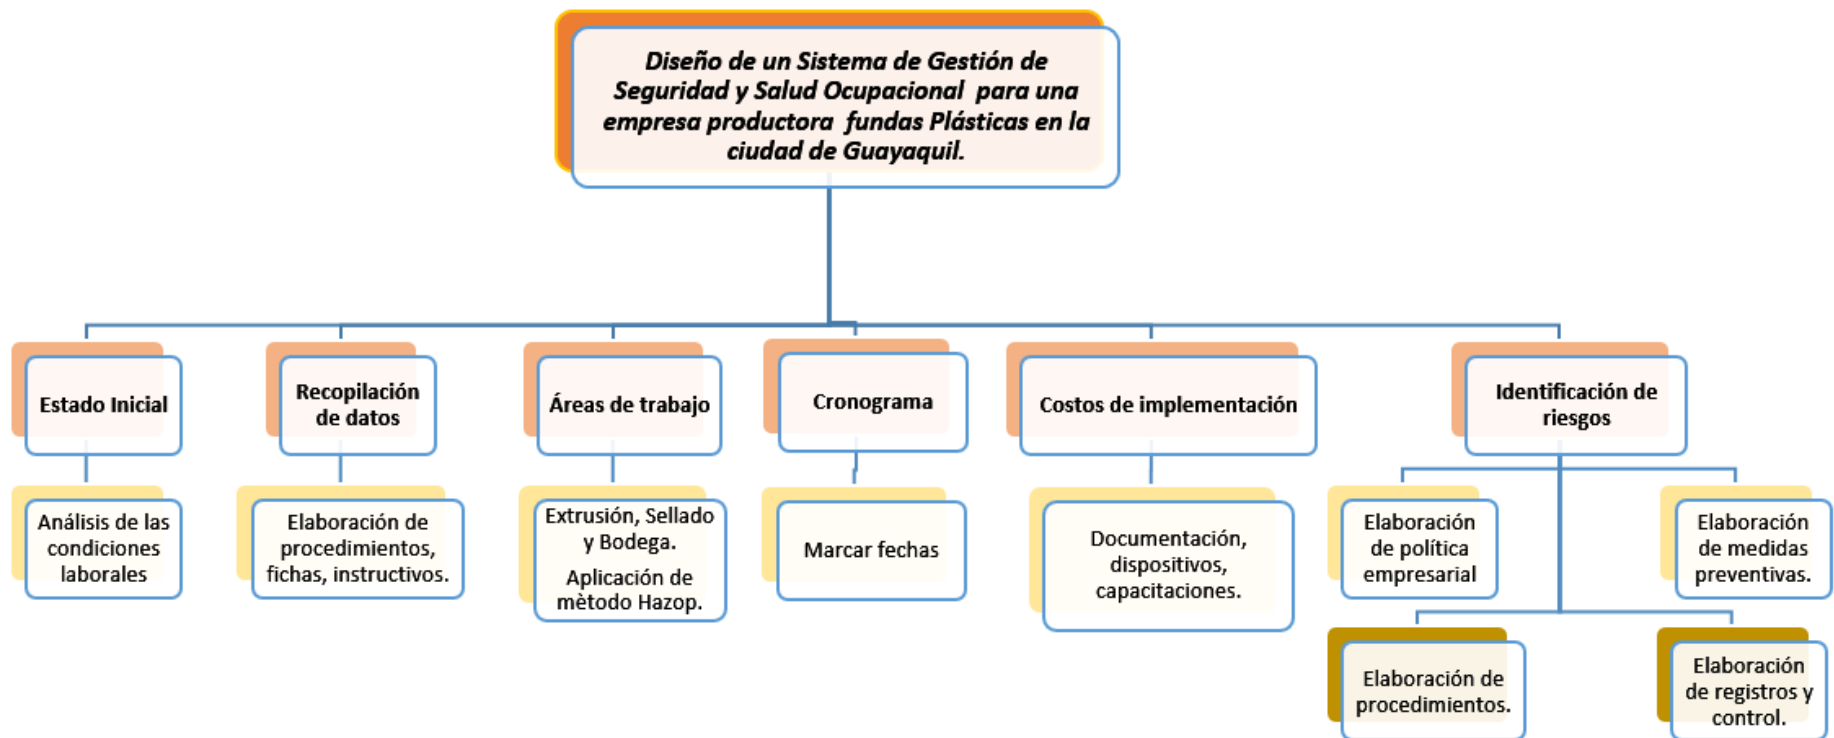 Diseño de un Sistema de Gestión de
Seguridad y Salud Ocupacional para una
empresa productora fundas Plásticas en la
ciudad de Guayaquil.
Estado Inicial
Recopilación
de datos
Áreas de trabajo
Cronograma
Costos de implementación
Identificación de
riesgos
Análisis de las
condiciones
laborales
Elaboración de
procedimientos,
fichas, instructivos.
Extrusión, Sellado
y Bodega.
Aplicación de
mètodo Hazop.
Marcar fechas
Documentación,
dispositivos,
capacitaciones.
Elaboración
de política
empresarial
Elaboración
de medidas
preventivas.
Elaboración de
procedimientos.
Elaboración
de registros y
control.